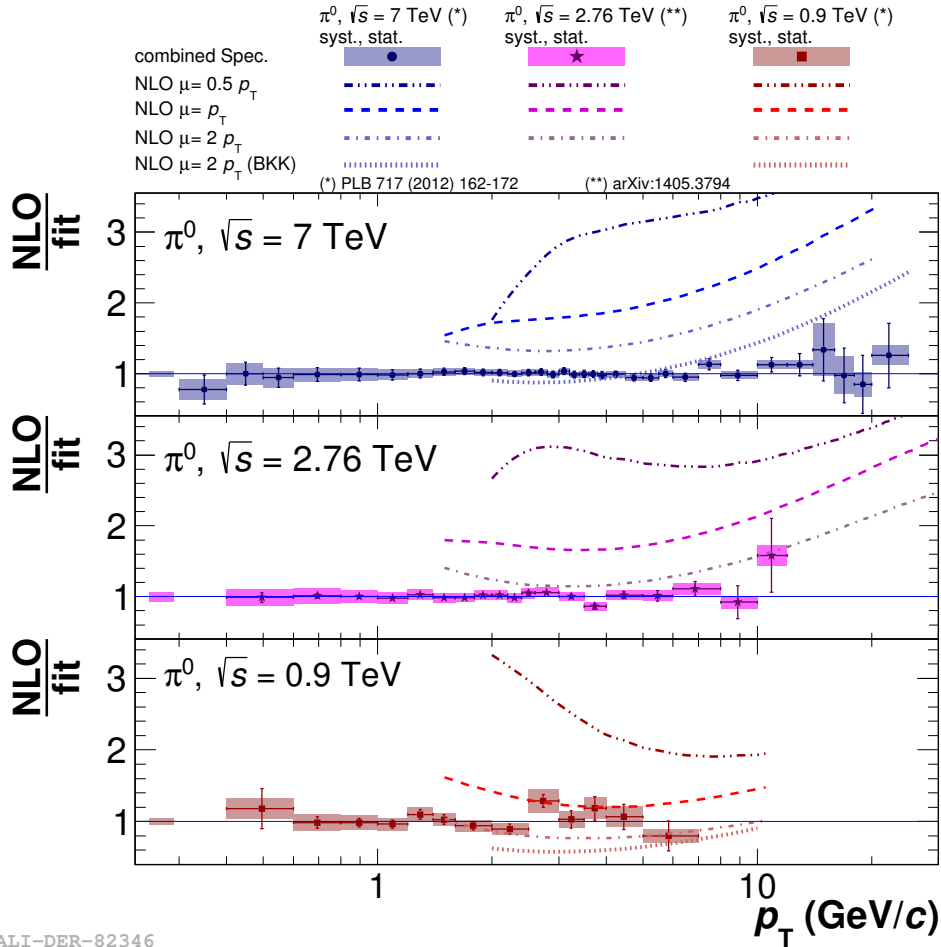 π⁰, √s = 7 TeV (*) π⁰, √s = 2.76 TeV (**) π⁰, √s = 0.9 TeV (*)
syst., stat. syst., stat. syst., stat.
combined Spec.
NLO μ= 0.5 p_T
NLO μ= p_T
NLO μ= 2 p_T
NLO μ= 2 p_T (BKK)
(*) PLB 717 (2012) 162-172 (**) arXiv:1405.3794
NLO
fit
π⁰, √s = 7 TeV
3
2
1
NLO
fit
π⁰, √s = 2.76 TeV
3
2
1
NLO
fit
π⁰, √s = 0.9 TeV
3
2
1
1 10
p_T (GeV/c)
ALI-DER-82346